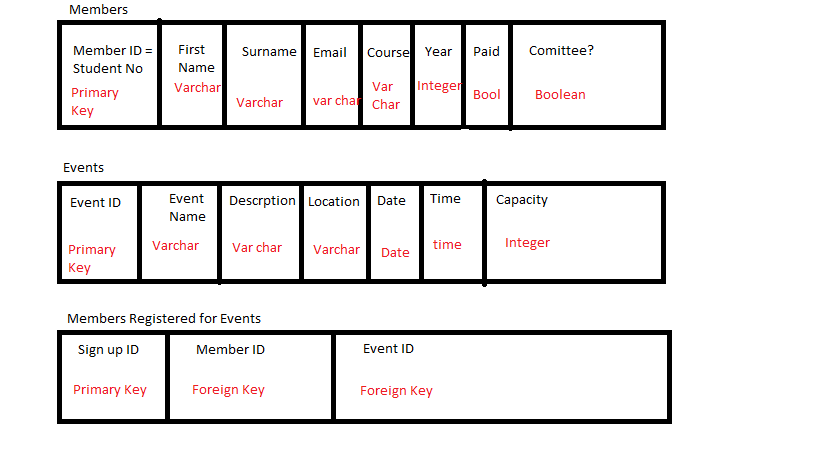 Members
Member ID =
Student No
Primary
Key
First
Name
Varchar
Surname
Varchar
Email
var char
Course
Var
Char
Year
Integer
Paid
Bool
Comittee?
Boolean
Events
Event ID
Primary
Key
Event
Name
Varchar
Descrption
Var char
Location
Varchar
Date
Date
Time
time
Capacity
Integer
Members Registered for Events
Sign up ID
Primary Key
Member ID
Foreign Key
Event ID
Foreign Key